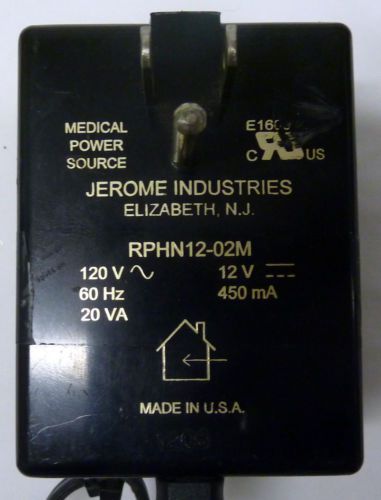 MEDICAL
POWER
SOURCE
C UL US
JEROME INDUSTRIES
ELIZABETH, N.J.
RPHN12-02M
120 V ∿ 12 V ⎓
60 Hz 450 mA
20 VA
MADE IN U.S.A.